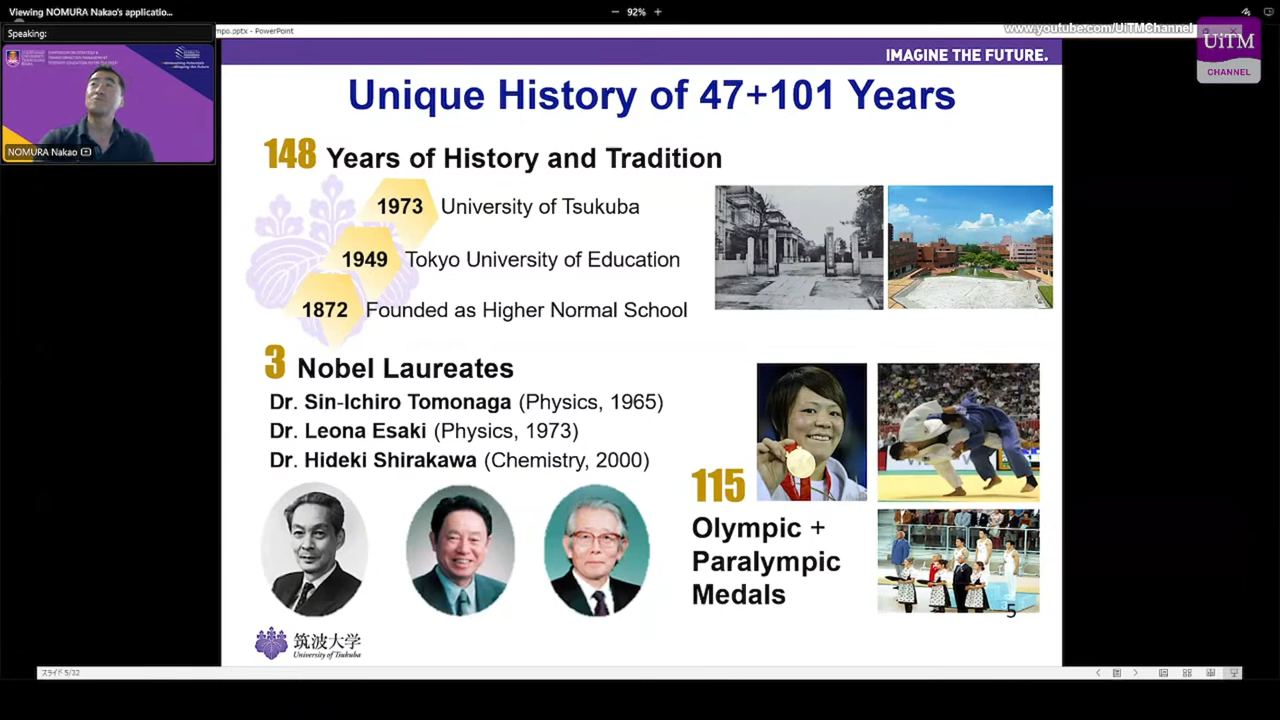 Viewing NOMURA Nakao's applicatio...
92%
Speaking:
mpo.pptx - PowerPoint
www.youtube.com/UiTMChannel
UiTM
CHANNEL
IMAGINE THE FUTURE.
NOMURA Nakao
Unique History of 47+101 Years
148 Years of History and Tradition
1973 University of Tsukuba
1949 Tokyo University of Education
1872 Founded as Higher Normal School
3 Nobel Laureates
Dr. Sin-Ichiro Tomonaga (Physics, 1965)
Dr. Leona Esaki (Physics, 1973)
Dr. Hideki Shirakawa (Chemistry, 2000)
115
Olympic +
Paralympic
Medals
5
筑波大学
University of Tsukuba
スライド 5/32